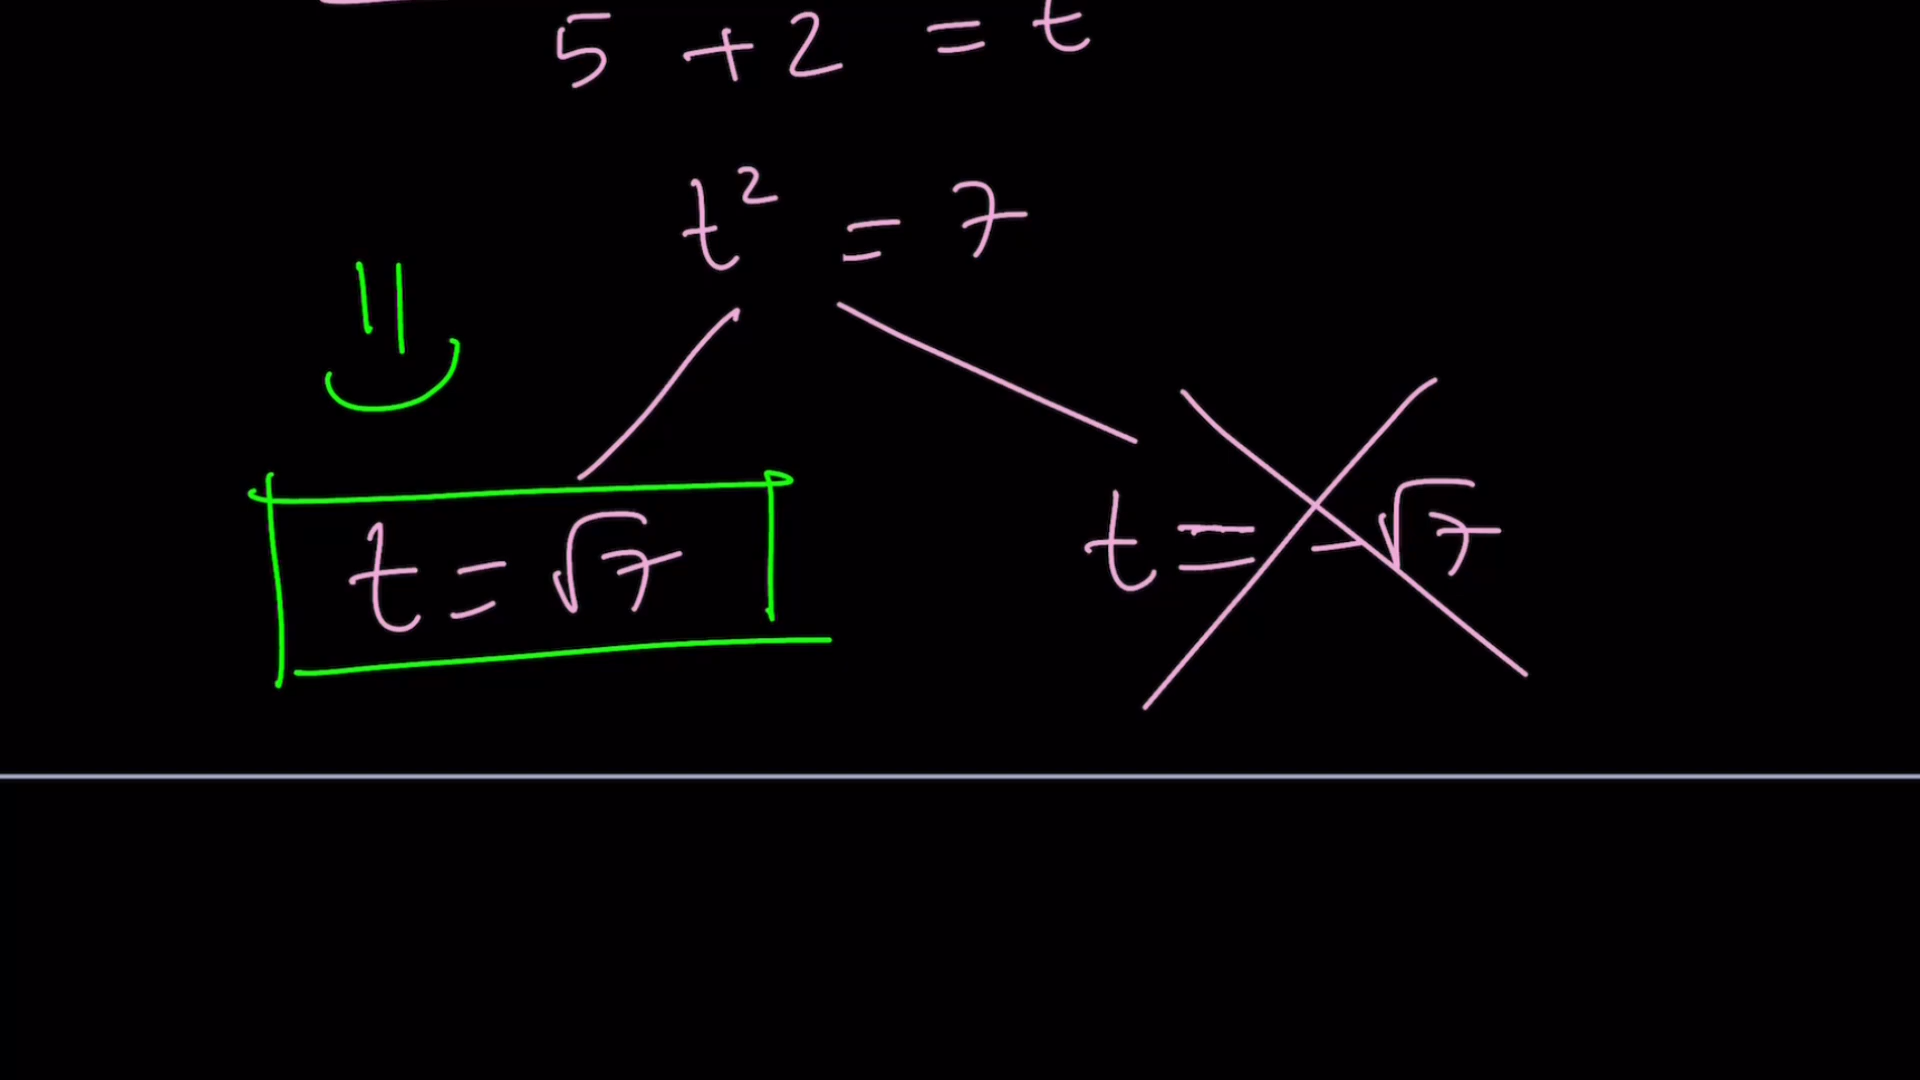 5 + 2 = t
t² = 7
t = √7
t = -√7